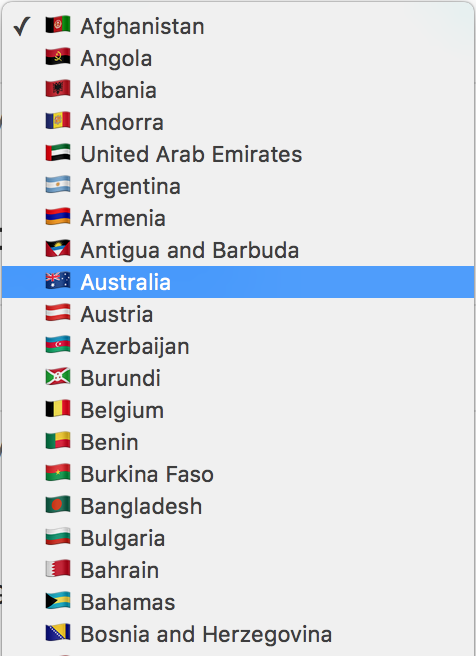 ✓ 🇦🇫 Afghanistan
🇦🇴 Angola
🇦🇱 Albania
🇦🇩 Andorra
🇦🇪 United Arab Emirates
🇦🇷 Argentina
🇦🇲 Armenia
🇦🇬 Antigua and Barbuda
🇦🇺 Australia
🇦🇹 Austria
🇦🇿 Azerbaijan
🇧🇮 Burundi
🇧🇪 Belgium
🇧🇯 Benin
🇧🇫 Burkina Faso
🇧🇩 Bangladesh
🇧🇬 Bulgaria
🇧🇭 Bahrain
🇧🇸 Bahamas
🇧🇦 Bosnia and Herzegovina